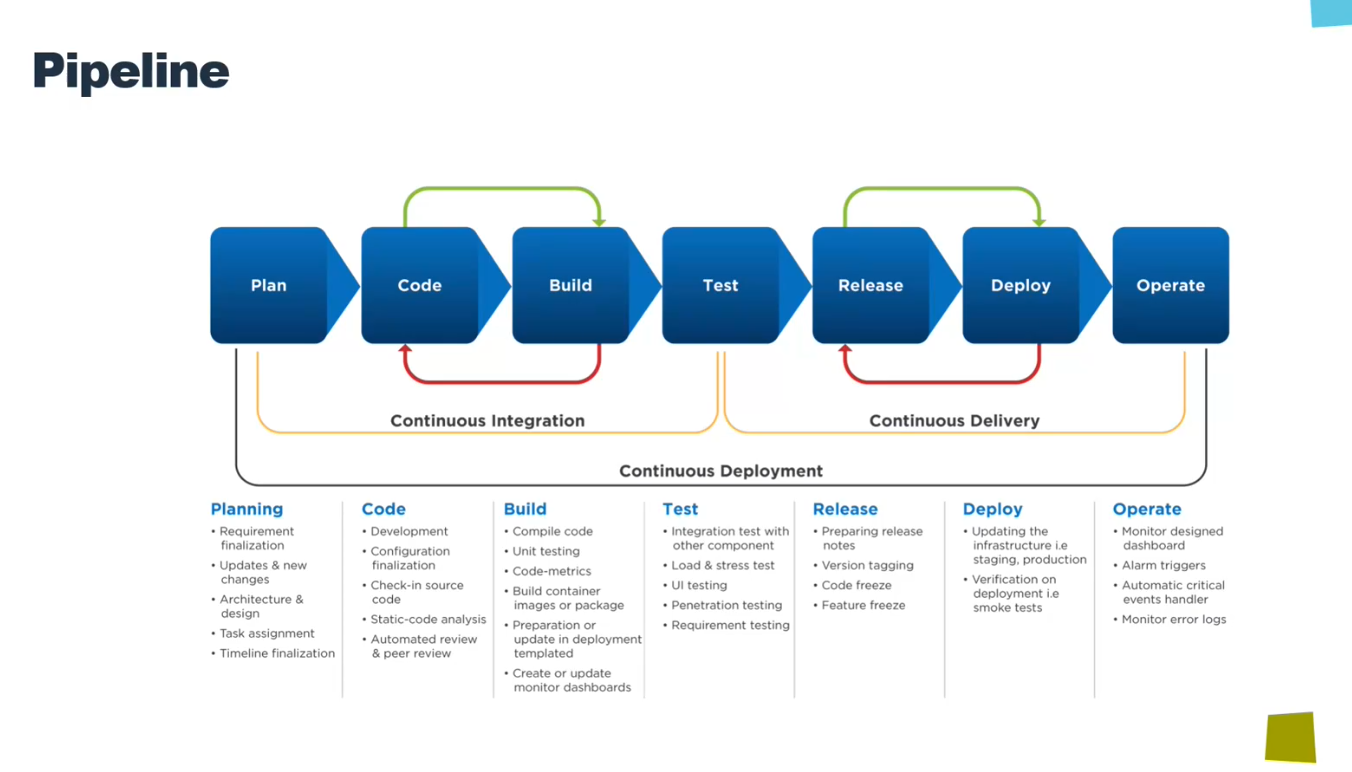 Pipeline
Plan
Code
Build
Test
Release
Deploy
Operate
Continuous Integration
Continuous Delivery
Continuous Deployment
Planning
• Requirement
finalization
• Updates & new
changes
• Architecture &
design
• Task assignment
• Timeline finalization
Code
• Development
• Configuration
finalization
• Check-in source
code
• Static-code analysis
• Automated review
& peer review
Build
• Compile code
• Unit testing
• Code-metrics
• Build container
images or package
• Preparation or
update in deployment
templated
• Create or update
monitor dashboards
Test
• Integration test with
other component
• Load & stress test
• UI testing
• Penetration testing
• Requirement testing
Release
• Preparing release
notes
• Version tagging
• Code freeze
• Feature freeze
Deploy
• Updating the
infrastructure i.e
staging, production
• Verification on
deployment i.e
smoke tests
Operate
• Monitor designed
dashboard
• Alarm triggers
• Automatic critical
events handler
• Monitor error logs